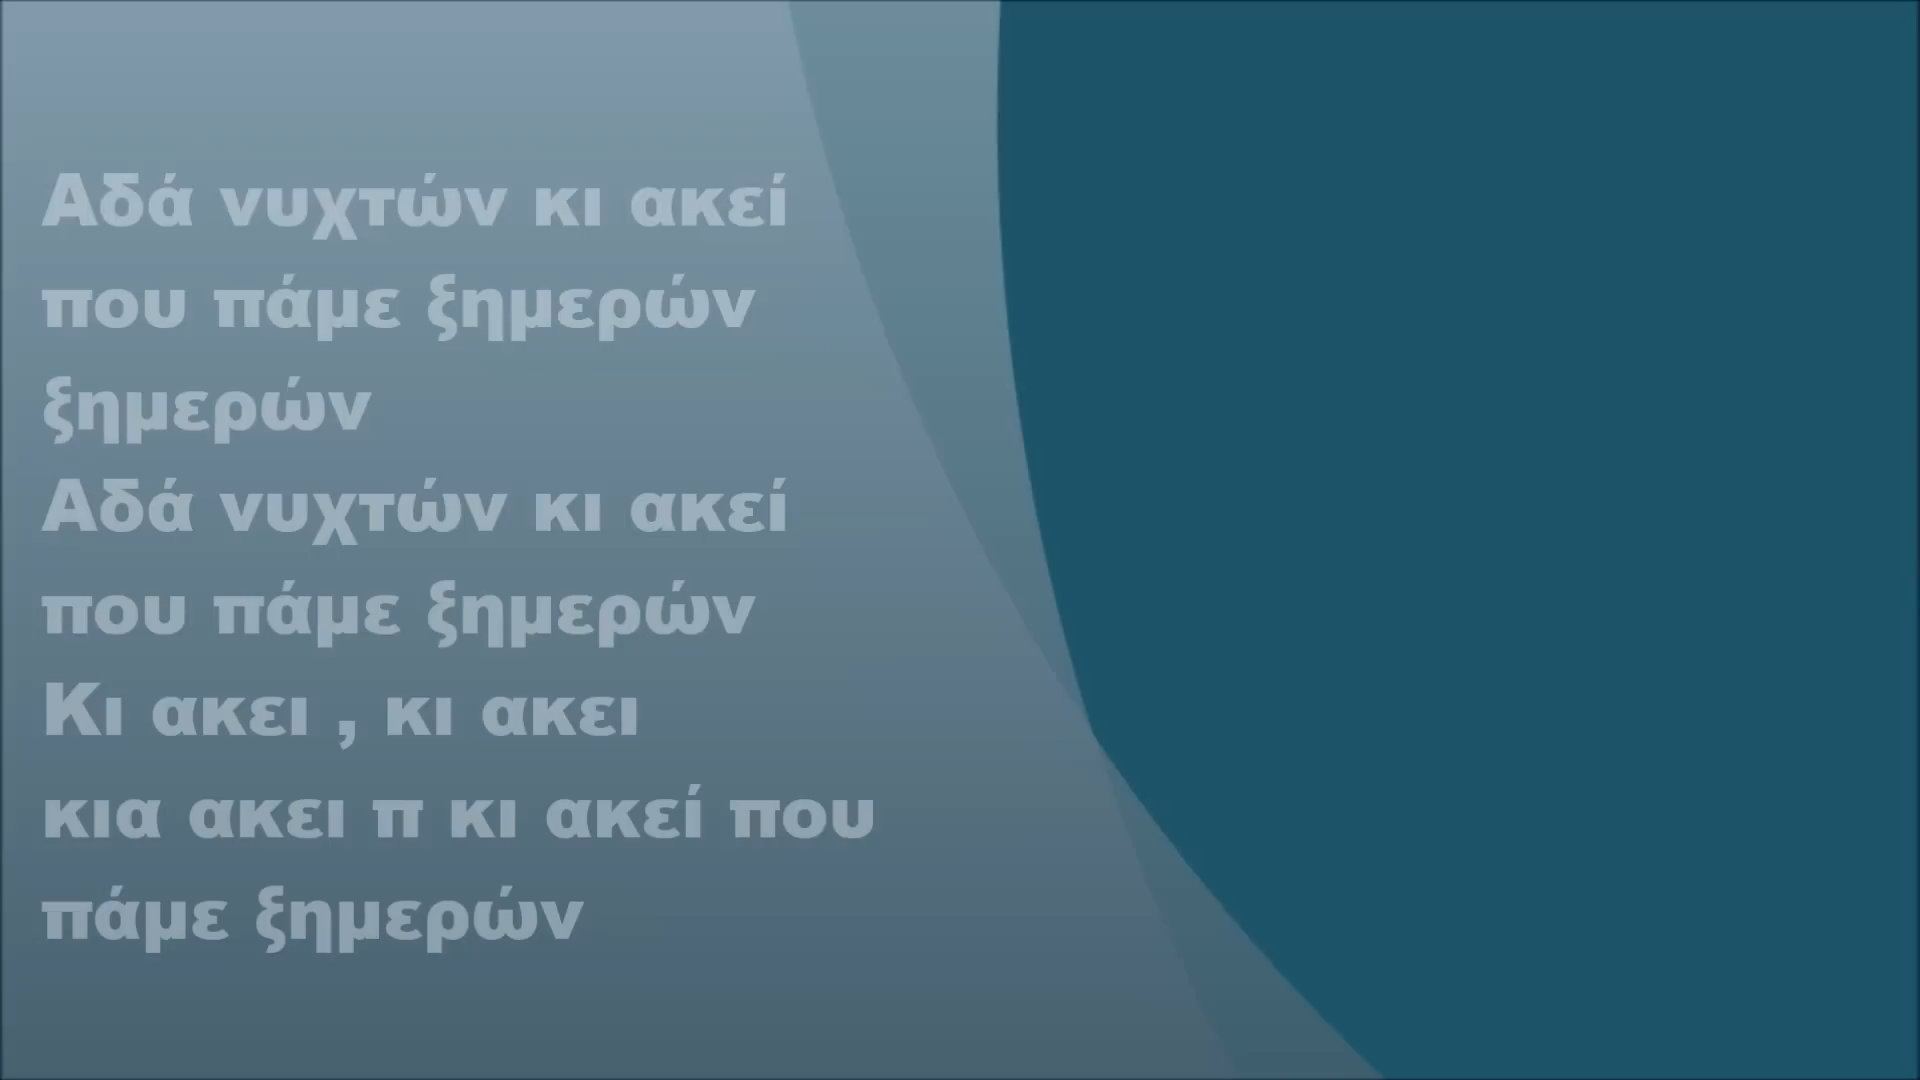 Αδά νυχτών κι ακεί
που πάμε ξημερών
ξημερών
Αδά νυχτών κι ακεί
που πάμε ξημερών
Κι ακει , κι ακει
κια ακει π κι ακεί που
πάμε ξημερών